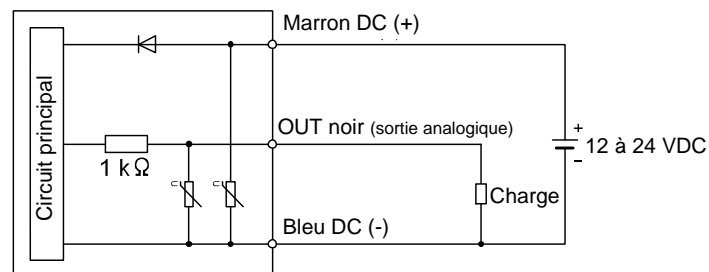 Marron DC (+)
Circuit principal
OUT noir (sortie analogique)
1 kΩ
+
12 à 24 VDC
−
U
U
Charge
Bleu DC (-)